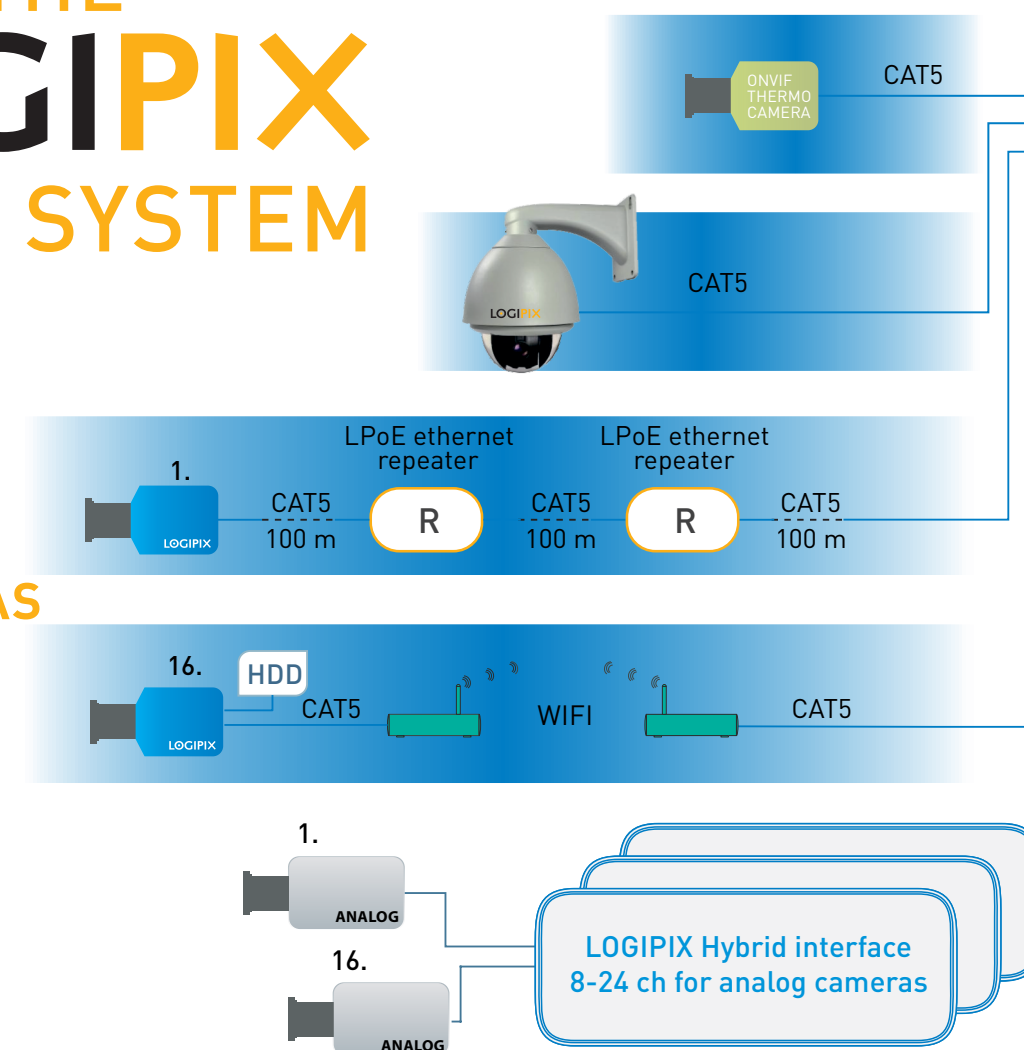 THE
GIPIX
SYSTEM
ONVIF
THERMO
CAMERA
CAT5
LOGIPIX
CAT5
1.
LOGIPIX
CAT5
100 m
LPoE ethernet
repeater
R
CAT5
100 m
LPoE ethernet
repeater
R
CAT5
100 m
AS
16.
HDD
LOGIPIX
CAT5
WIFI
CAT5
1.
ANALOG
16.
ANALOG
LOGIPIX Hybrid interface
8-24 ch for analog cameras